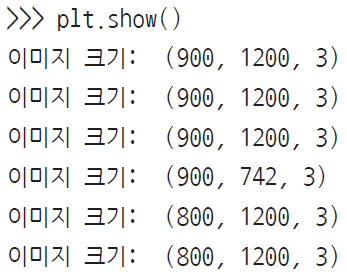 >>> plt.show()
이미지 크기: (900, 1200, 3)
이미지 크기: (900, 1200, 3)
이미지 크기: (900, 1200, 3)
이미지 크기: (900, 742, 3)
이미지 크기: (800, 1200, 3)
이미지 크기: (800, 1200, 3)